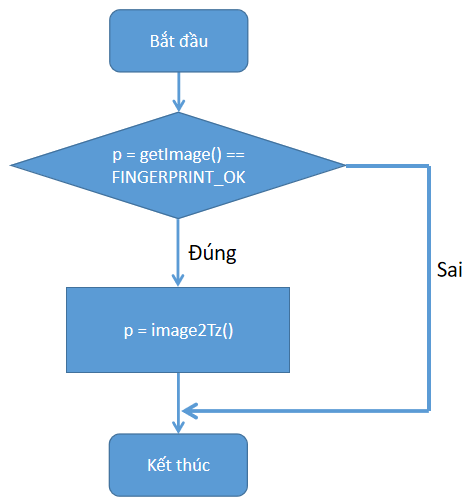 Bắt đầu
p = getImage() ==
FINGERPRINT_OK
Đúng
Sai
p = image2Tz()
Kết thúc